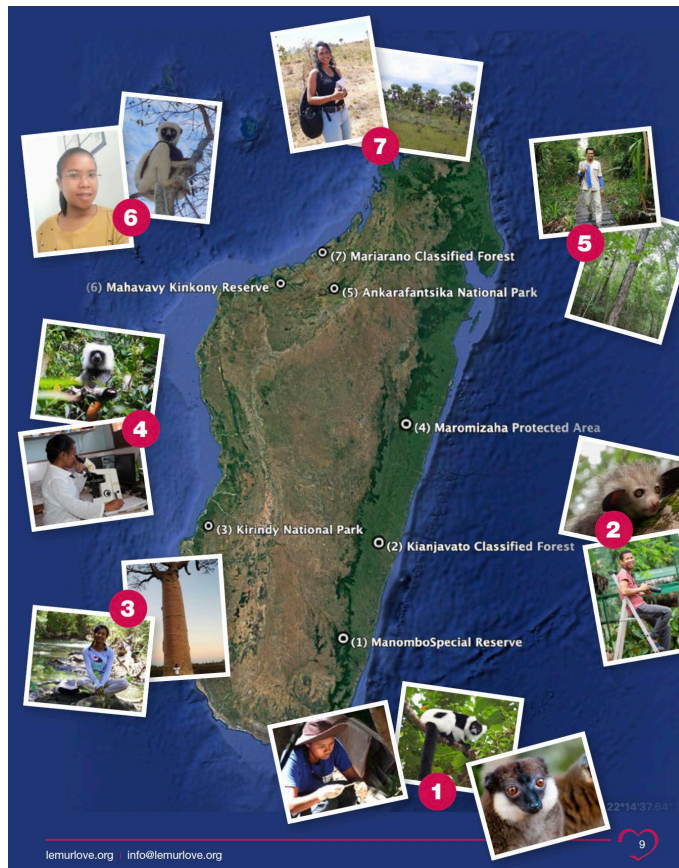 7
6
5
(7) Mariarano Classified Forest
(6) Mahavavy Kinkony Reserve
(5) Ankarafantsika National Park
4
(4) Maromizaha Protected Area
(3) Kirindy National Park
2
(2) Kianjavato Classified Forest
3
(1) ManomboSpecial Reserve
1
22°14'37.64"
lemurlove.org | info@lemurlove.org
9